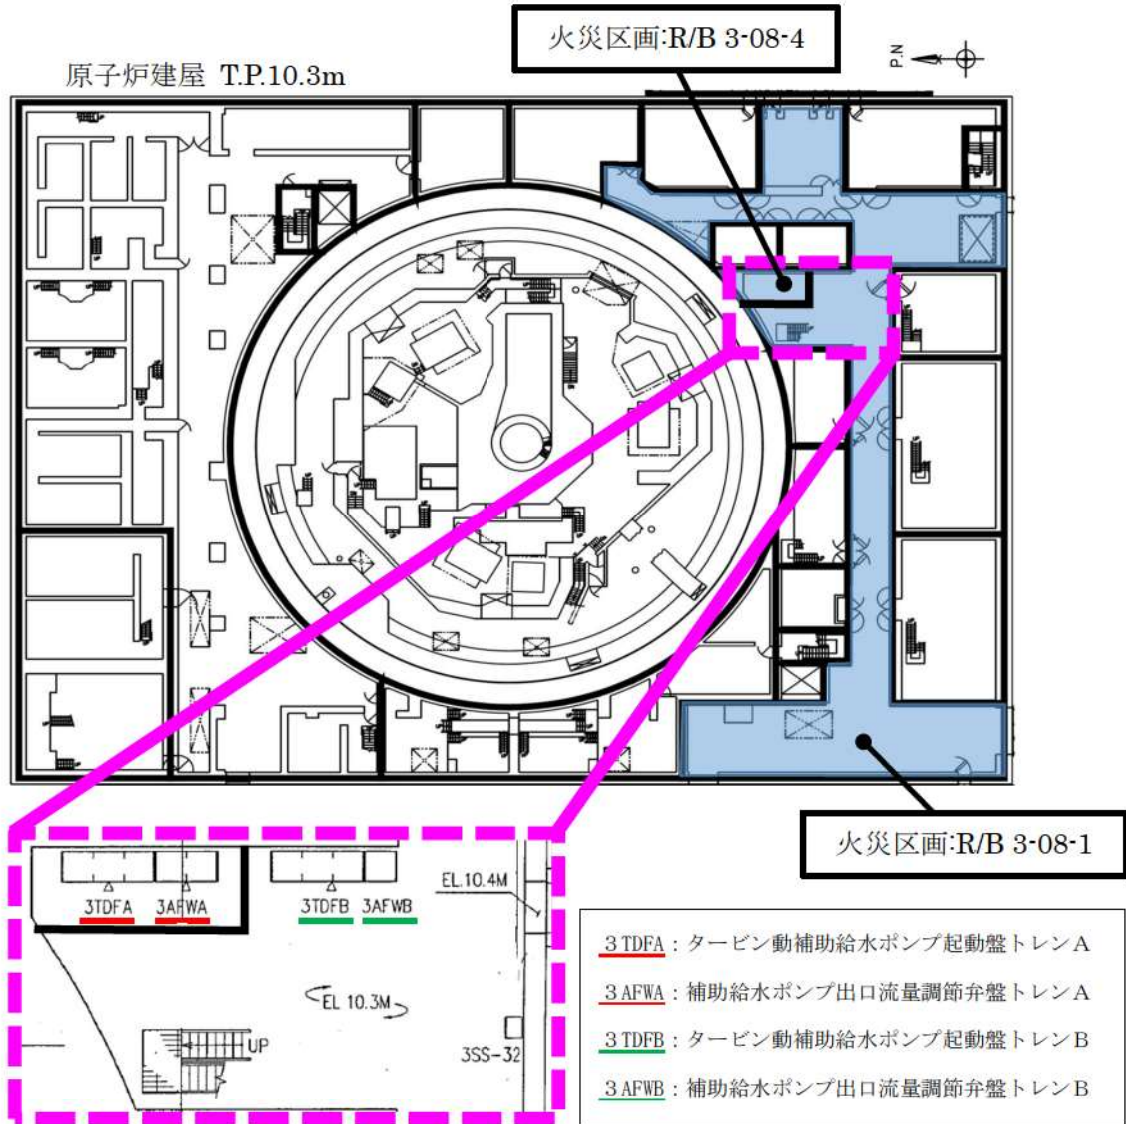 火災区画:R/B 3-08-4
P.N
原子炉建屋 T.P.10.3m
火災区画:R/B 3-08-1
3TDFA 3AFWA 3TDFB 3AFWB
EL.10.4M
EL 10.3M
UP
3SS-32
3TDFA：タービン動補助給水ポンプ起動盤トレンA
3AFWA：補助給水ポンプ出口流量調節弁盤トレンA
3TDFB：タービン動補助給水ポンプ起動盤トレンB
3AFWB：補助給水ポンプ出口流量調節弁盤トレンB